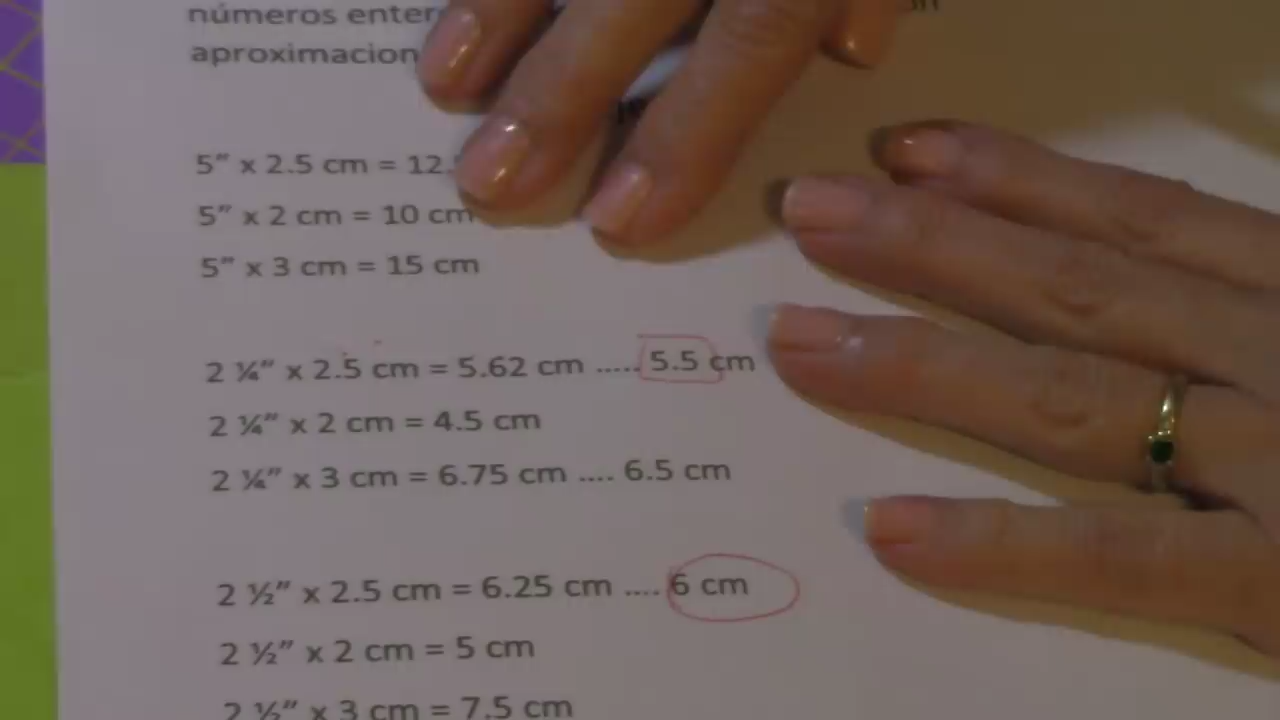 números
5” x 2.5 cm = 12.
5” x 2 cm = 10 cm
5” x 3 cm = 15 cm
2 ¼” x 2.5 cm = 5.62 cm ..... 5.5 cm
2 ¼” x 2 cm = 4.5 cm
2 ¼” x 3 cm = 6.75 cm .... 6.5 cm
2 ½” x 2.5 cm = 6.25 cm .... 6 cm
2 ½” x 2 cm = 5 cm
2 ½” x 3 cm = 7.5 cm